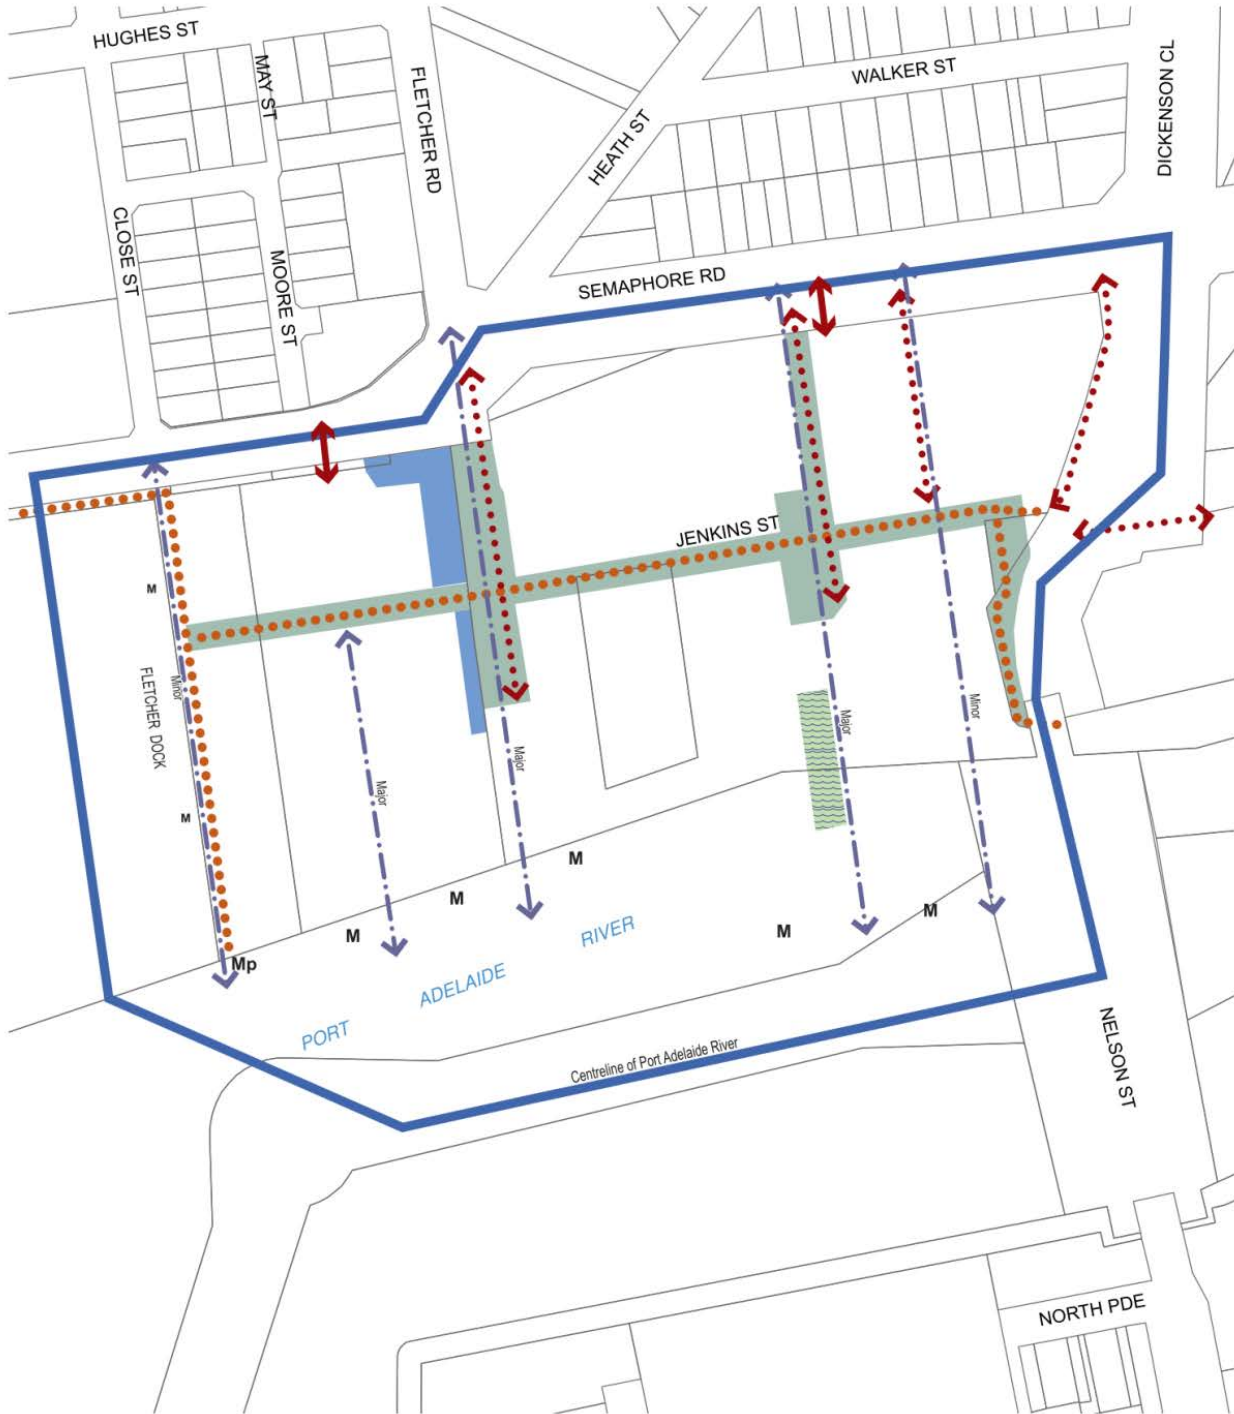 HUGHES ST
MAY ST
FLETCHER RD
HEATH ST
WALKER ST
DICKENSON CL
CLOSE ST
MOORE ST
SEMAPHORE RD
JENKINS ST
M
FLETCHER DOCK
Minor
Major
Major
Major
Minor
M
M
M
M
M
M
Mp
PORT ADELAIDE RIVER
Centreline of Port Adelaide River
NELSON ST
NORTH PDE